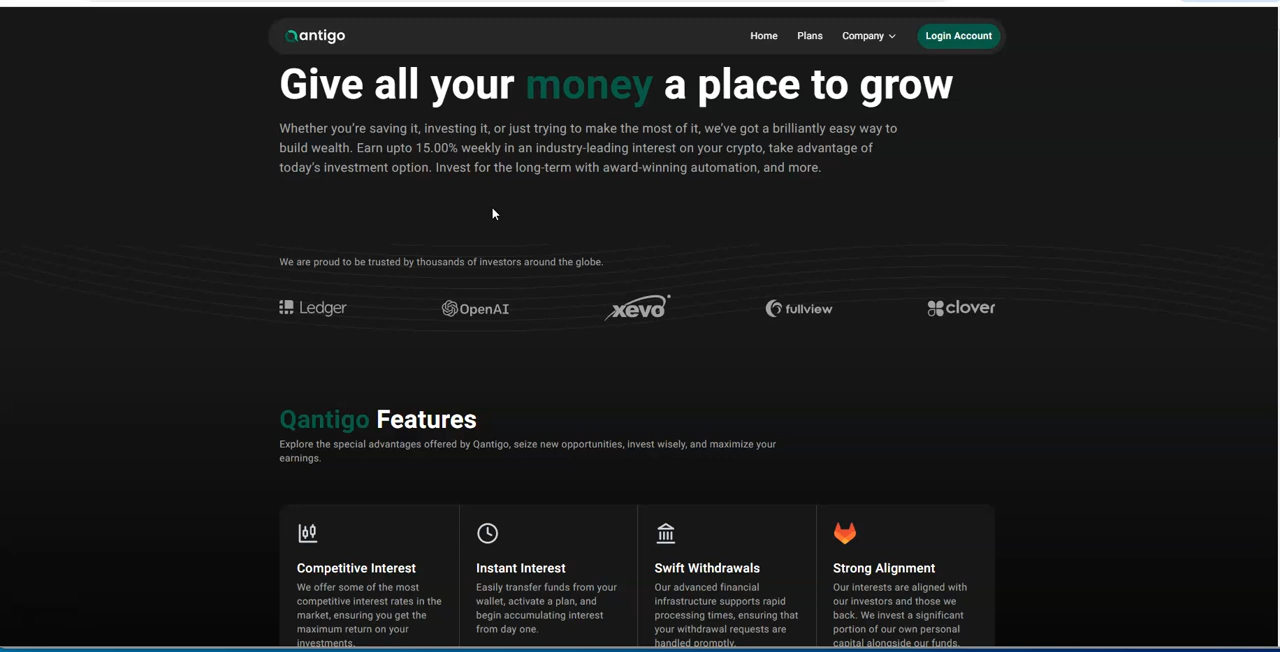 Qantigo
Home Plans Company Login Account
Give all your money a place to grow
Whether you're saving it, investing it, or just trying to make the most of it, we've got a brilliantly easy way to
build wealth. Earn upto 15.00% weekly in an industry-leading interest on your crypto, take advantage of
today's investment option. Invest for the long-term with award-winning automation, and more.
We are proud to be trusted by thousands of investors around the globe.
Ledger OpenAI xevo fullview clover
Qantigo Features
Explore the special advantages offered by Qantigo, seize new opportunities, invest wisely, and maximize your
earnings.
Competitive Interest
We offer some of the most
competitive interest rates in the
market, ensuring you get the
maximum return on your
investments.
Instant Interest
Easily transfer funds from your
wallet, activate a plan, and
begin accumulating interest
from day one.
Swift Withdrawals
Our advanced financial
infrastructure supports rapid
processing times, ensuring that
your withdrawal requests are
handled promptly.
Strong Alignment
Our interests are aligned with
our investors and those we
back. We invest a significant
portion of our own personal
capital alongside our funds.